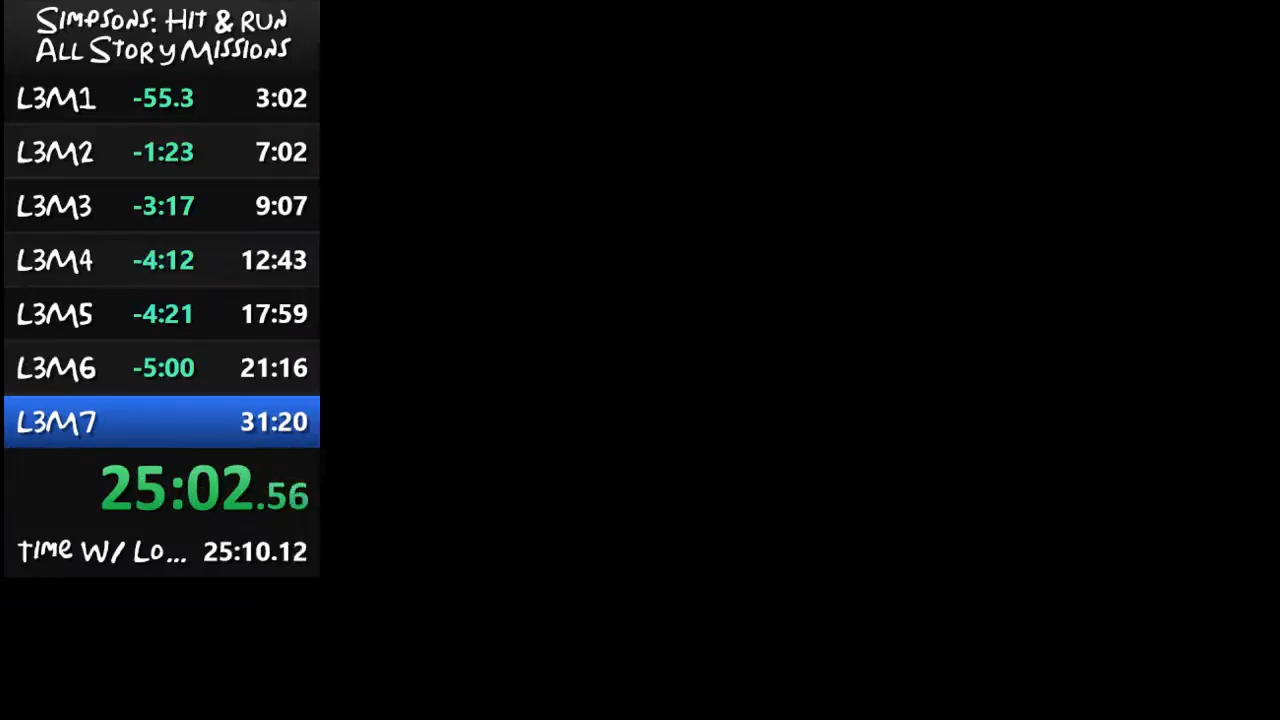 Simpsons: Hit & Run
All Story Missions
L3M1 -55.3 3:02
L3M2 -1:23 7:02
L3M3 -3:17 9:07
L3M4 -4:12 12:43
L3M5 -4:21 17:59
L3M6 -5:00 21:16
L3M7 31:20
25:02.56
Time W/ Lo... 25:10.12